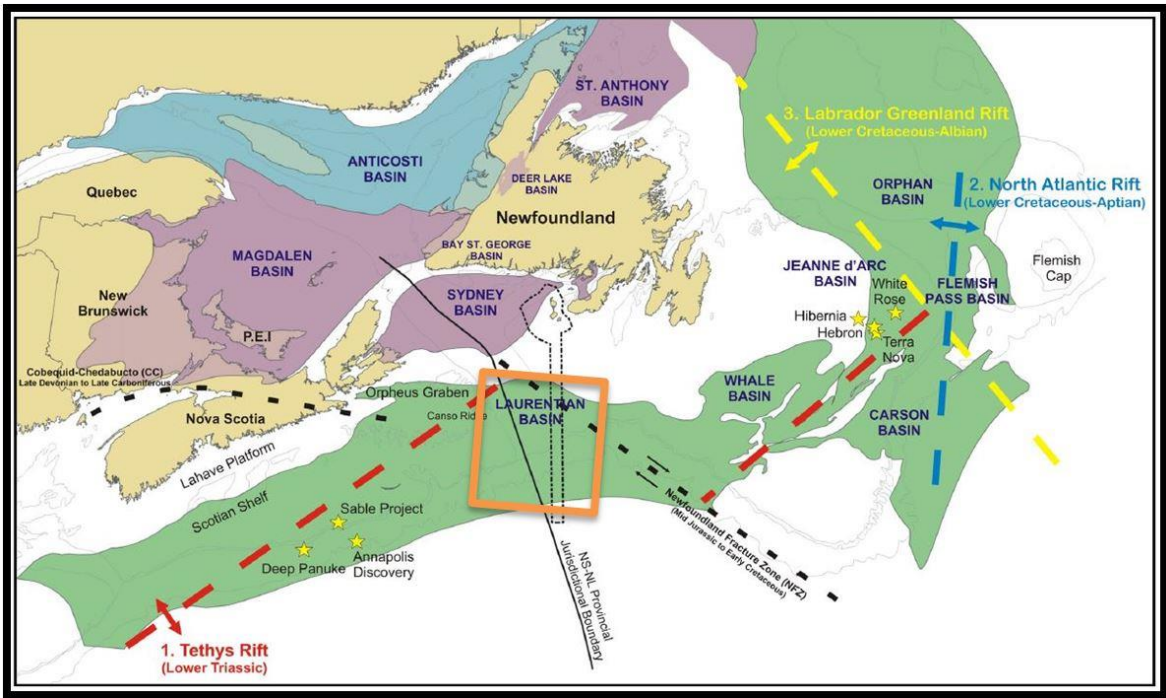 ST. ANTHONY
BASIN
3. Labrador Greenland Rift
(Lower Cretaceous-Albian)
ANTICOSTI
BASIN
DEER LAKE
BASIN
Quebec
ORPHAN
BASIN
2. North Atlantic Rift
(Lower Cretaceous-Aptian)
Newfoundland
MAGDALEN
BASIN
BAY ST. GEORGE
BASIN
JEANNE d'ARC
BASIN
Flemish
Cap
White
Rose
FLEMISH
PASS BASIN
New
Brunswick
SYDNEY
BASIN
Hibernia
Hebron
Terra
Nova
P.E.I
Cobequid-Chedabucto (CC)
Late Devonian to Late Carboniferous
Orpheus Graben
WHALE
BASIN
Nova Scotia
Canso Ridge
LAURENTIAN
BASIN
CARSON
BASIN
Lahave Platform
Scotian Shelf
Sable Project
Deep Panuke
Annapolis
Discovery
Newfoundland Fracture Zone (NFZ)
(Mid Jurassic to Early Cretaceous)
NS-NL Provincial
Jurisdictional Boundary
1. Tethys Rift
(Lower Triassic)